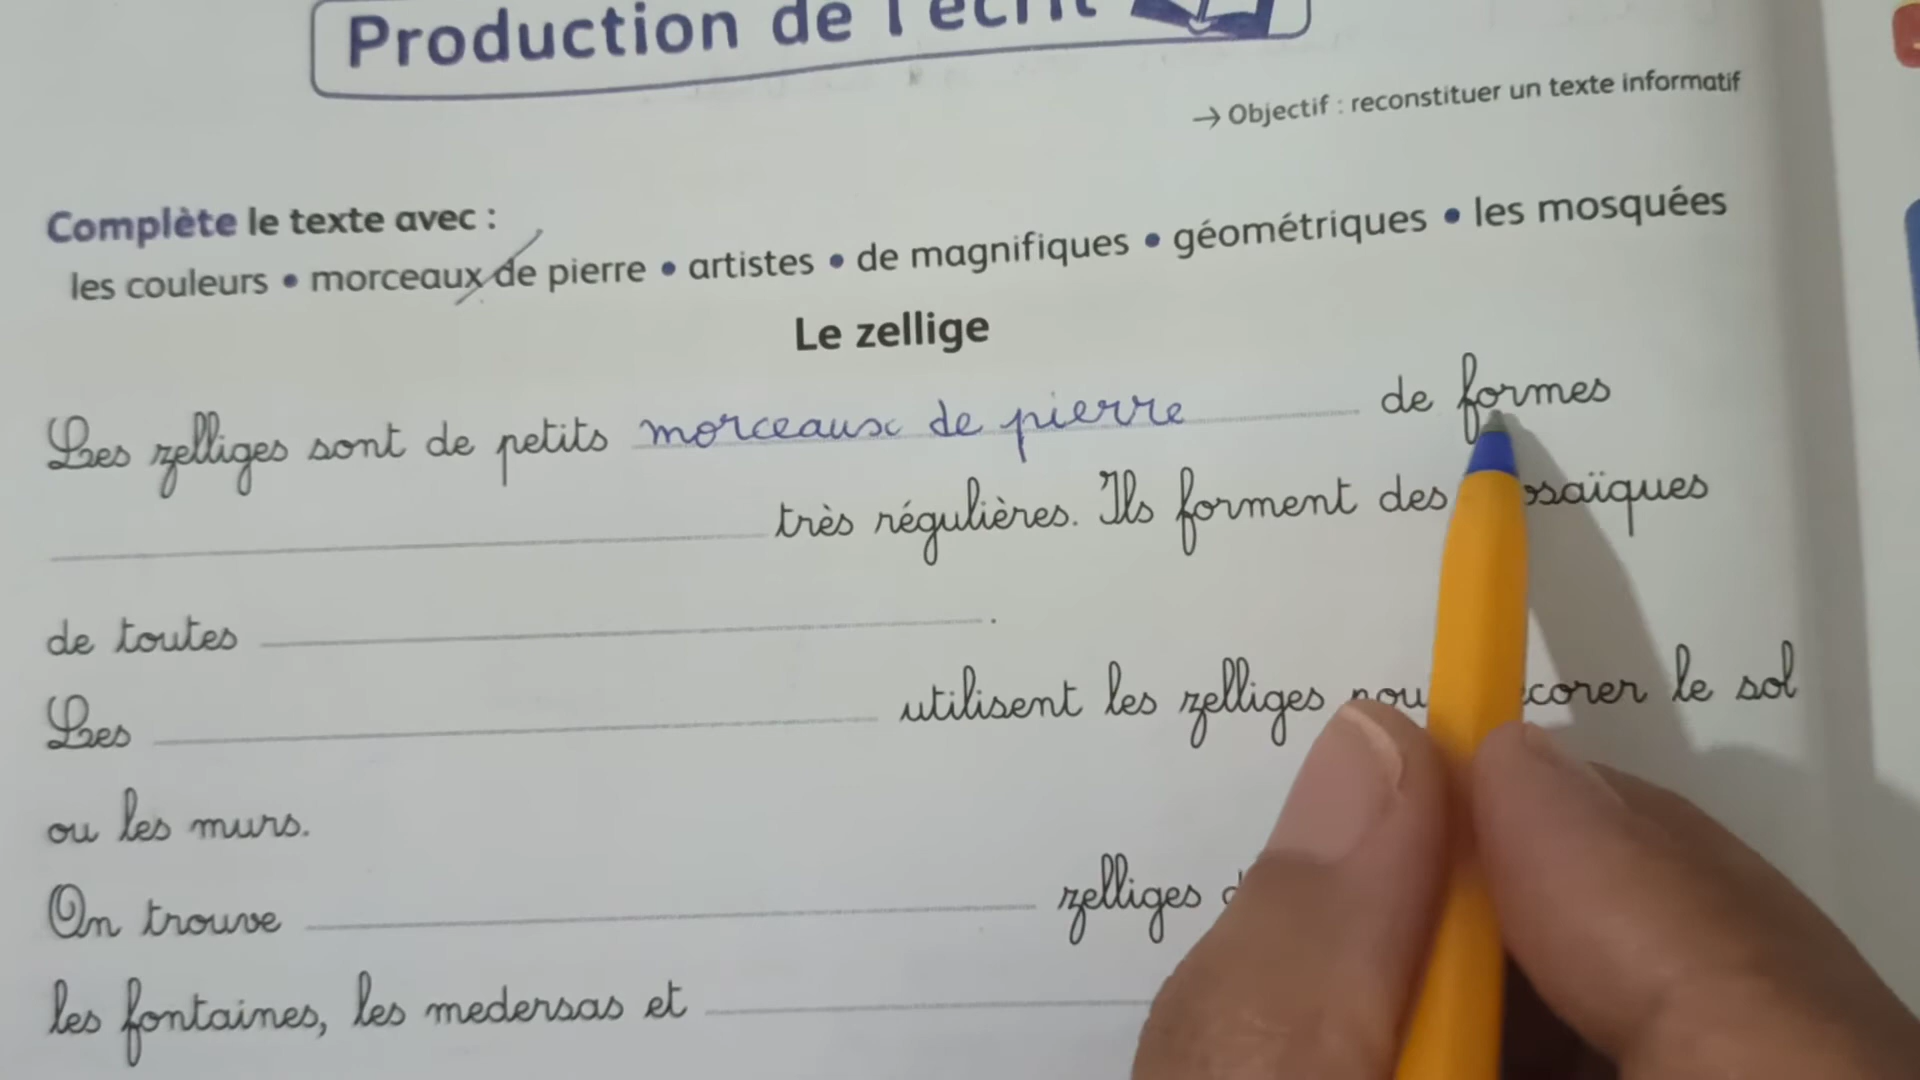 Production de l'écrit
→ Objectif : reconstituer un texte informatif
Complète le texte avec :
les couleurs • morceaux de pierre • artistes • de magnifiques • géométriques • les mosquées
Le zellige
Les zelliges sont de petits morceaux de pierre de formes
très régulières. Ils forment des
de toutes .
Les utilisent les zelliges le sol
ou les murs.
On trouve zelliges
les fontaines, les medersas et